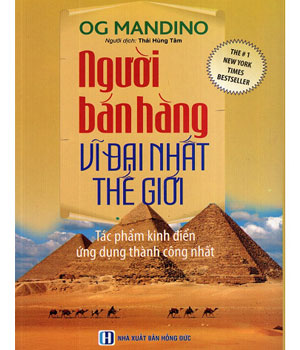 OG MANDINO
Người dịch: Thái Hùng Tâm
THE #1
NEW YORK
TIMES
BESTSELLER
Người
bán hàng
VĨ ĐẠI NHẤT
THẾ GIỚI
Tác phẩm kinh điển
ứng dụng thành công nhất
H
NHÀ XUẤT BẢN HỒNG ĐỨC